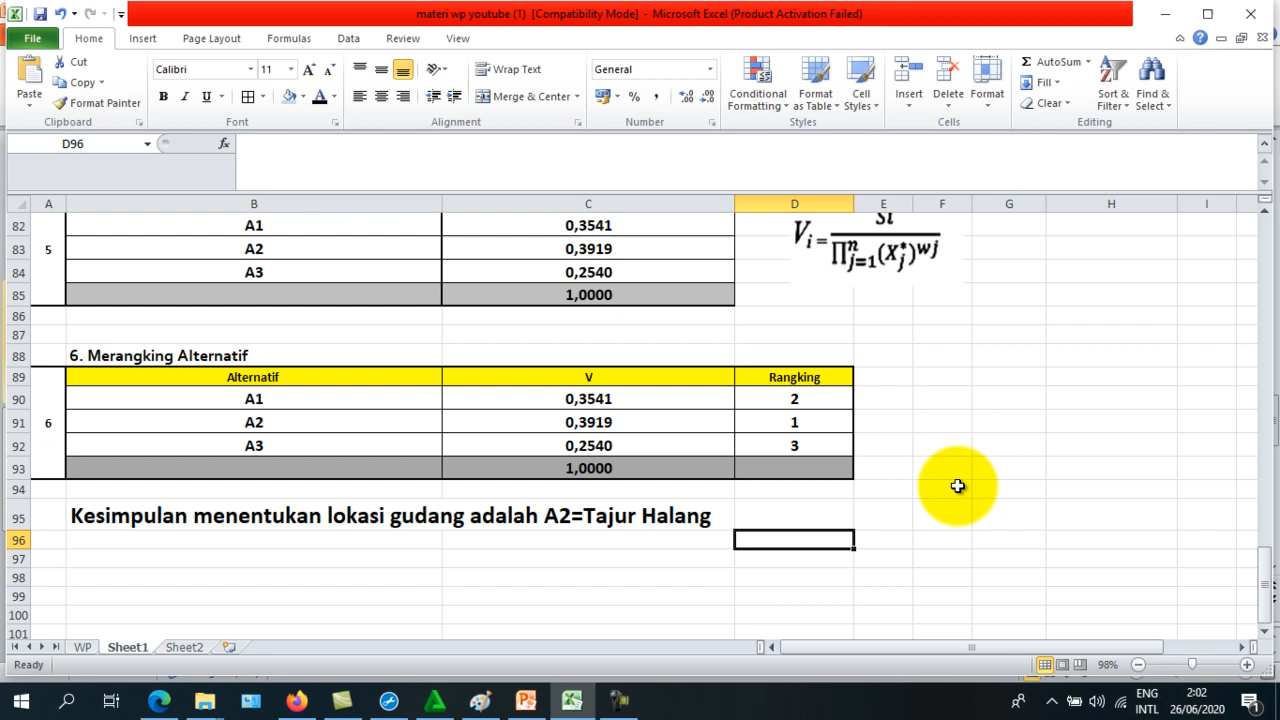 materi wp youtube (1) [Compatibility Mode] - Microsoft Excel (Product Activation Failed)
File Home Insert Page Layout Formulas Data Review View
Paste
Cut
Copy
Format Painter
Clipboard
Calibri 11
B I U
Font
Wrap Text
Merge & Center
Alignment
General
Number
Conditional Formatting
Format as Table
Cell Styles
Styles
Insert Delete Format
Cells
AutoSum
Fill
Clear
Sort & Filter
Find & Select
Editing
D96 fx
A B C D E F G H I
82 A1 0,3541
5 83 A2 0,3919
84 A3 0,2540
85 1,0000
86
87
88 6. Merangking Alternatif
89 Alternatif V Rangking
90 A1 0,3541 2
91 6 A2 0,3919 1
92 A3 0,2540 3
93 1,0000
94
95 Kesimpulan menentukan lokasi gudang adalah A2=Tajur Halang
96
97
98
99
100
101
WP Sheet1 Sheet2
Ready 98%
ENG 2:02
INTL 26/06/2020